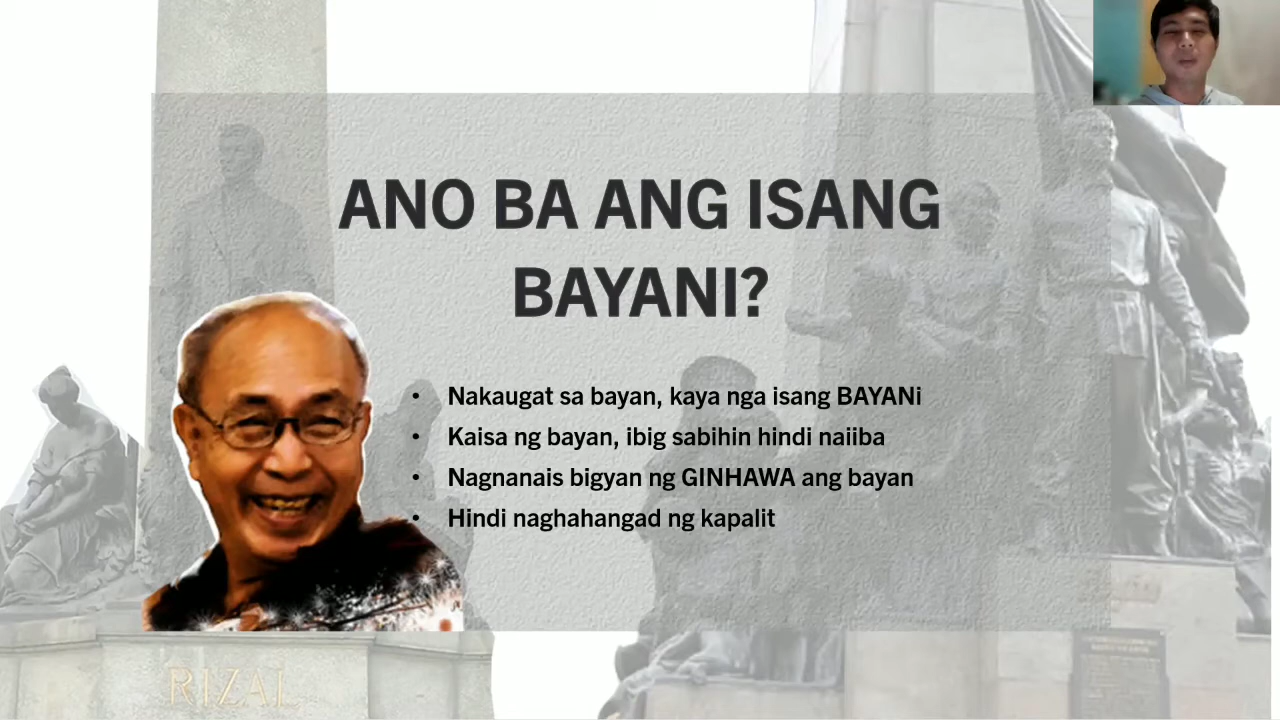 ANO BA ANG ISANG
BAYANI?
• Nakaugat sa bayan, kaya nga isang BAYANi
• Kaisa ng bayan, ibig sabihin hindi naiiba
• Nagnanais bigyan ng GINHAWA ang bayan
• Hindi naghahangad ng kapalit
RIZAL